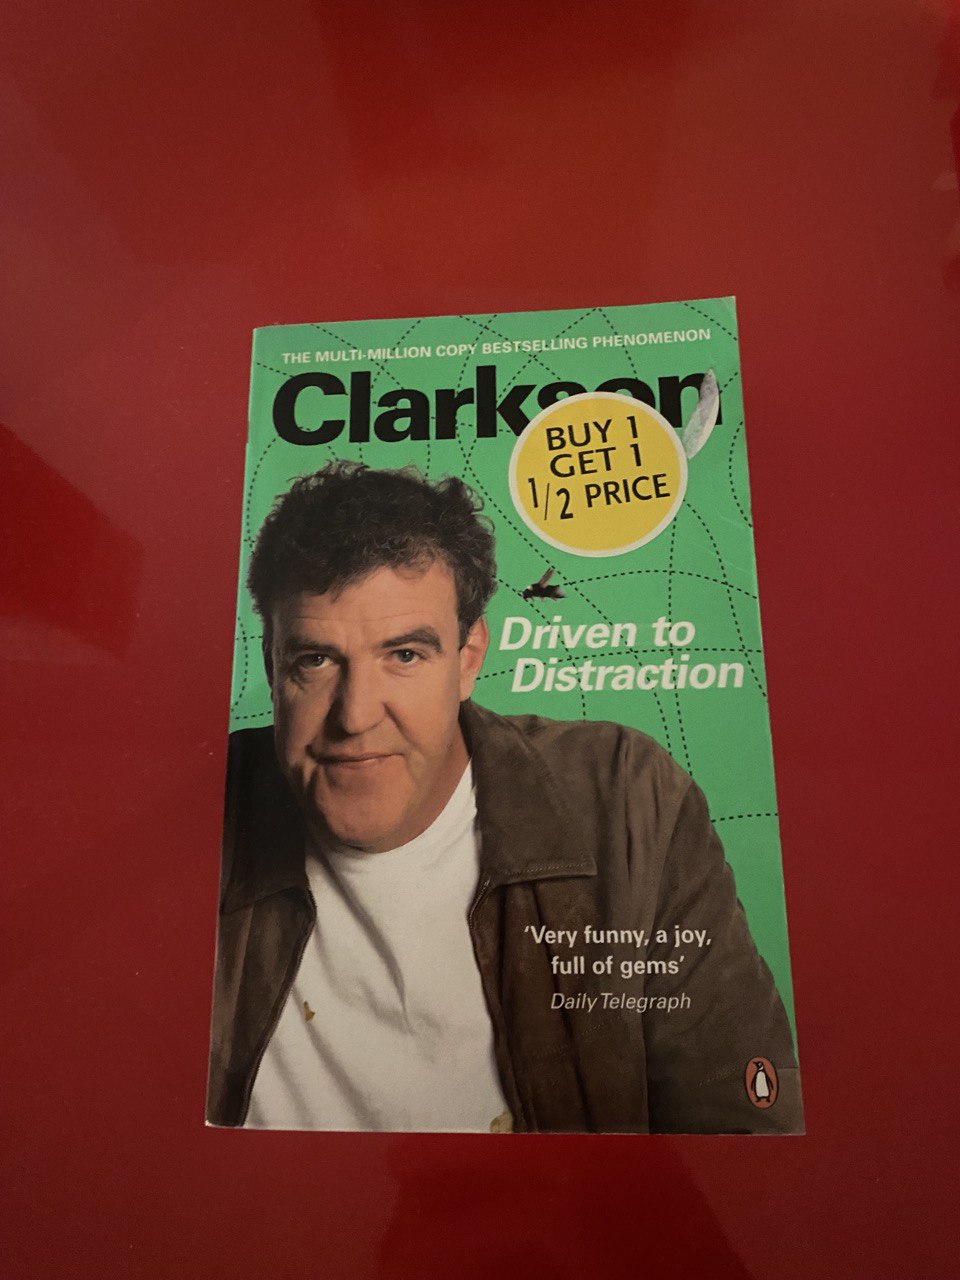 THE MULTI-MILLION COPY BESTSELLING PHENOMENON
Clarkson
BUY 1
GET 1
1/2 PRICE
Driven to
Distraction
‘Very funny, a joy,
full of gems’
Daily Telegraph